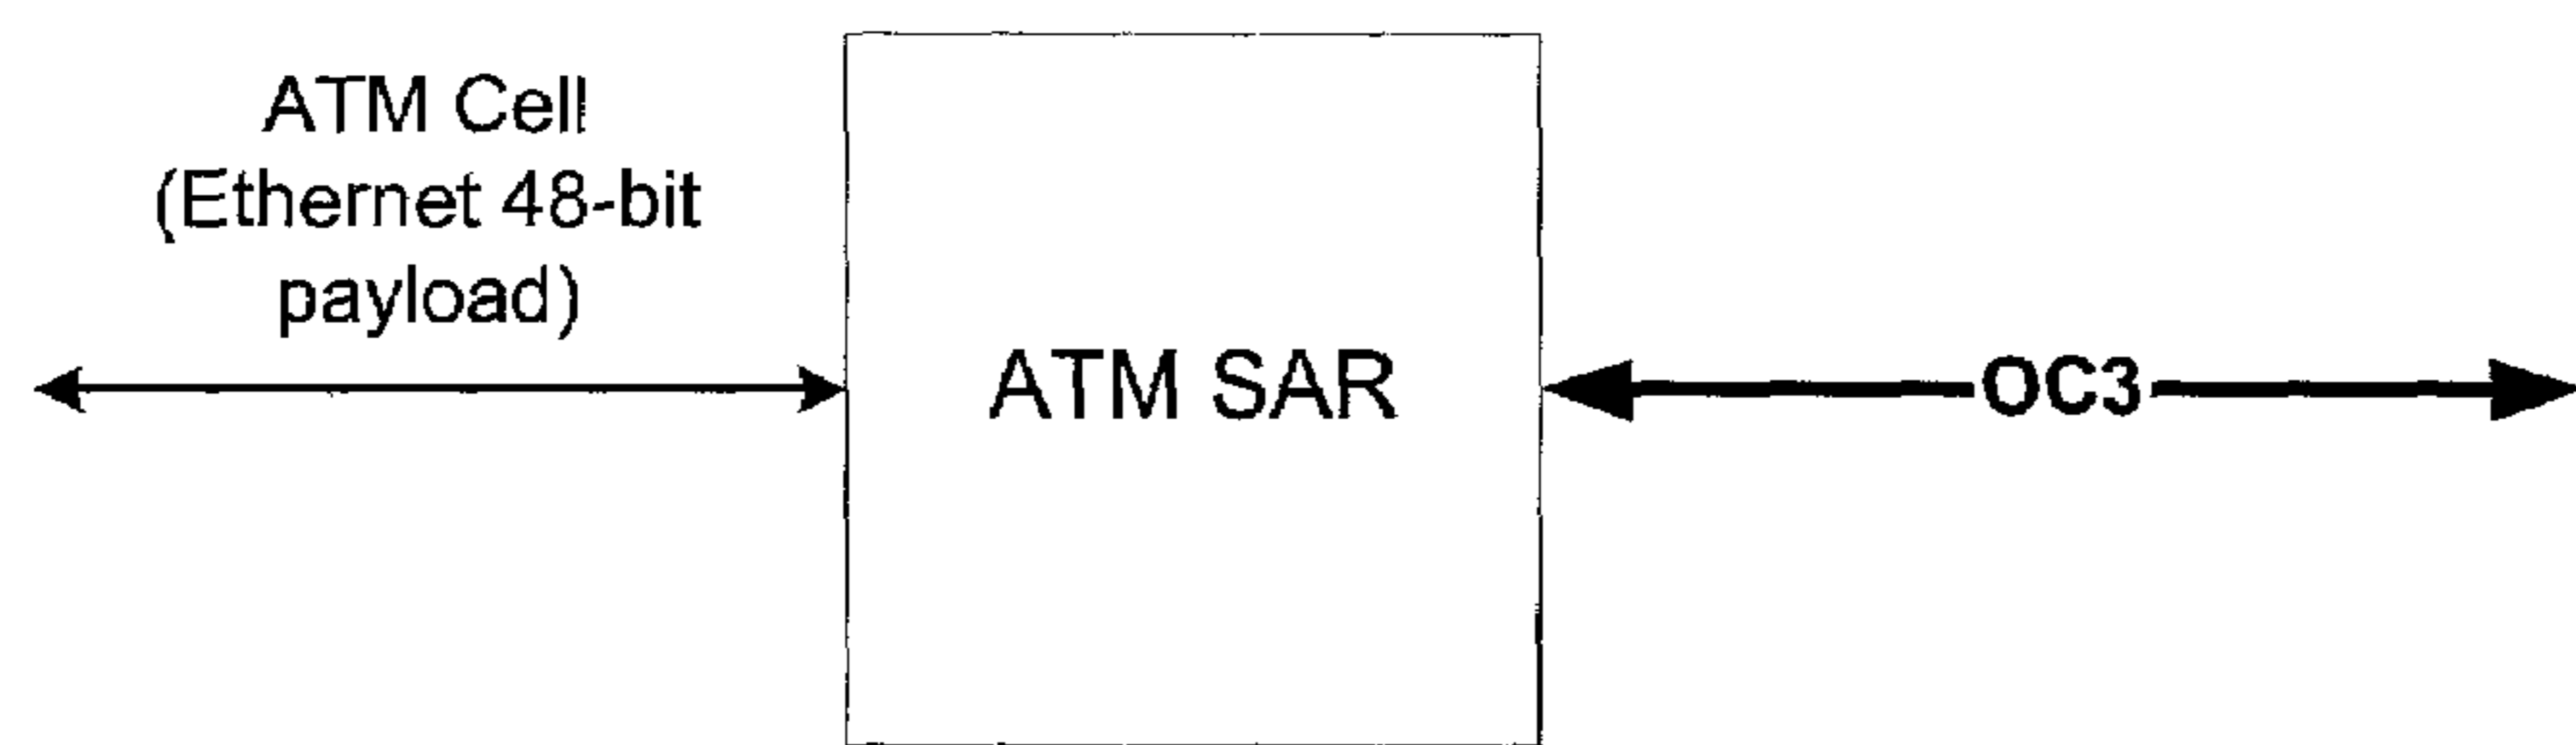 ATM Cell
(Ethernet 48-bit
payload)
ATM SAR
OC3